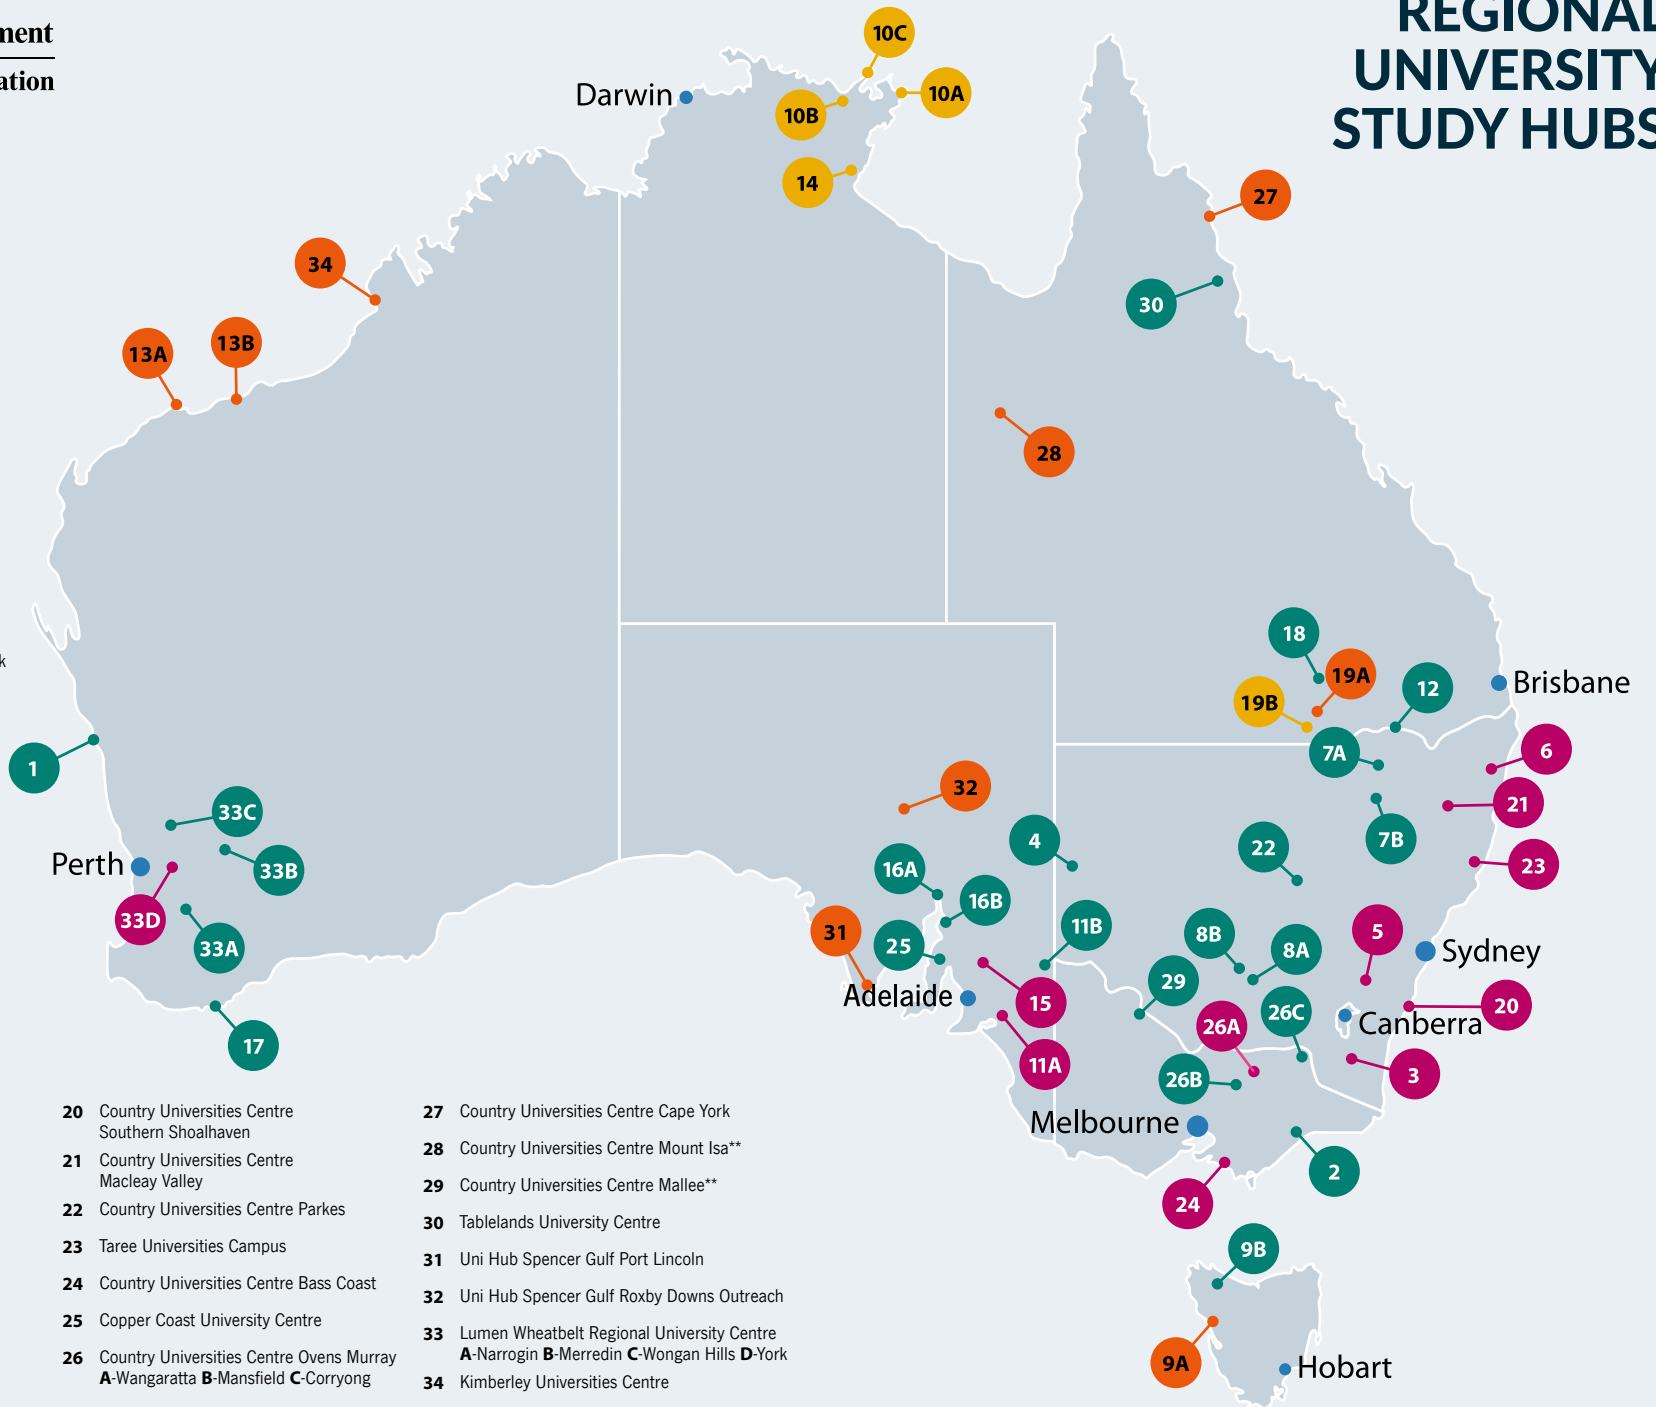 ment
ation
REGIONAL
UNIVERSITY
STUDY HUBS
10C
Darwin
10A
10B
14
27
34
30
13B
13A
28
18
19A
Brisbane
12
19B
6
7A
1
32
21
33C
4
7B
22
Perth
23
33B
16A
16B
33D
11B
5
31
8B
25
33A
8A
Sydney
29
Adelaide
15
20
26C
Canberra
26A
17
11A
3
26B
Melbourne
2
24
9B
9A
Hobart
k
20 Country Universities Centre
Southern Shoalhaven
21 Country Universities Centre
Macleay Valley
22 Country Universities Centre Parkes
23 Taree Universities Campus
24 Country Universities Centre Bass Coast
25 Copper Coast University Centre
26 Country Universities Centre Ovens Murray
A-Wangaratta B-Mansfield C-Corryong
27 Country Universities Centre Cape York
28 Country Universities Centre Mount Isa**
29 Country Universities Centre Mallee**
30 Tablelands University Centre
31 Uni Hub Spencer Gulf Port Lincoln
32 Uni Hub Spencer Gulf Roxby Downs Outreach
33 Lumen Wheatbelt Regional University Centre
A-Narrogin B-Merredin C-Wongan Hills D-York
34 Kimberley Universities Centre